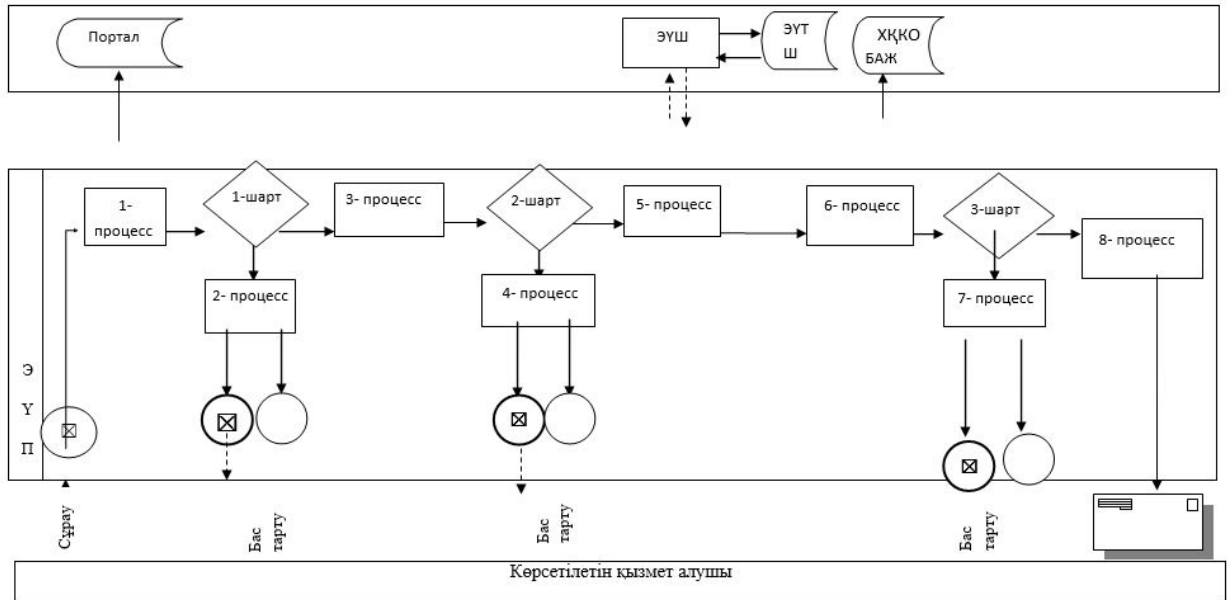 Портал
ЭҮШ
ЭҮТ
Ш
ХҚКО
БАЖ
1-
процесс
1-шарт
3- процесс
2-шарт
5- процесс
6- процесс
3-шарт
8- процесс
2- процесс
4- процесс
7- процесс
Э
Ү
П
Сұрау
Бас
тарту
Бас
тарту
Бас
тарту
Көрсетілетін қызмет алушы